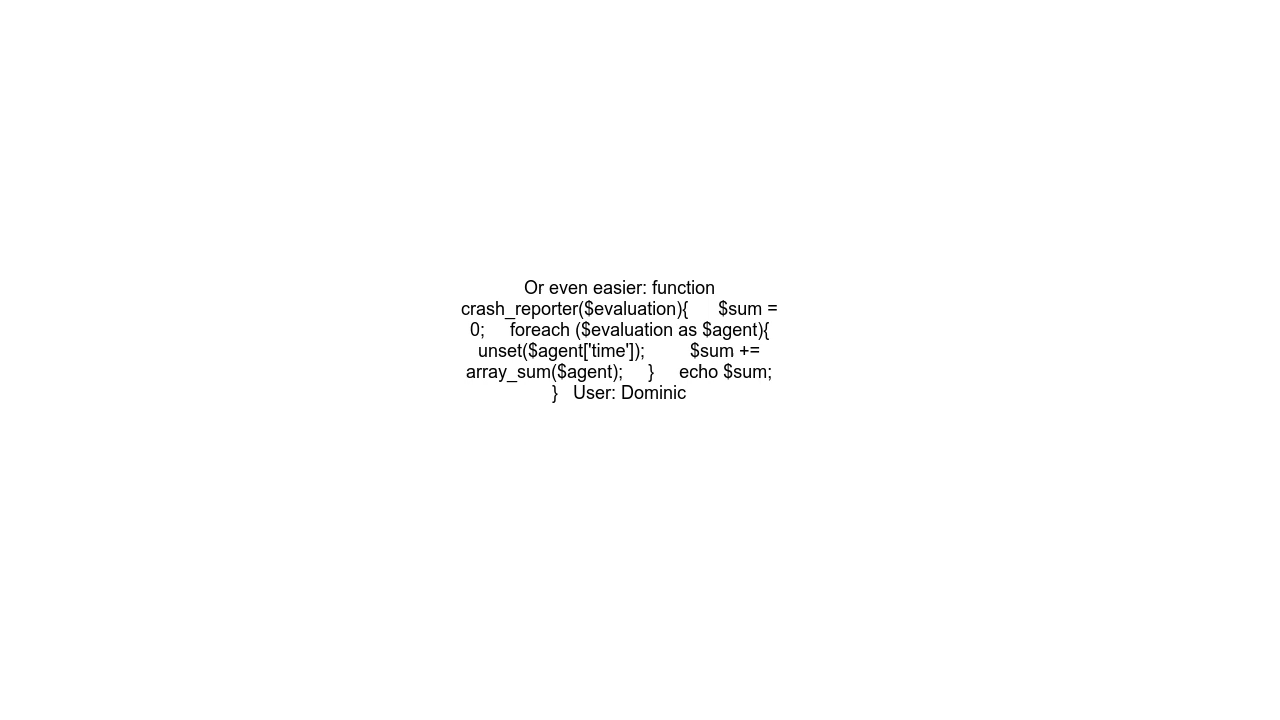 Or even easier: function
crash_reporter($evaluation){      $sum =
0;     foreach ($evaluation as $agent){
unset($agent['time']);         $sum +=
array_sum($agent);     }     echo $sum;
}   User: Dominic